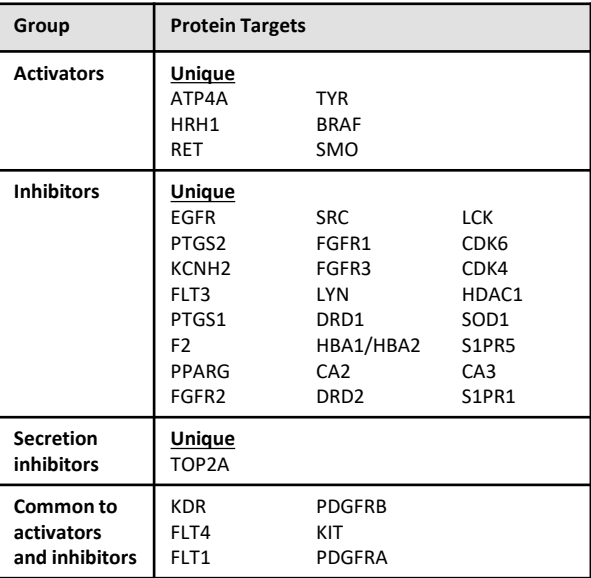 Group Protein Targets
Activators Unique
ATP4A TYR
HRH1 BRAF
RET SMO
Inhibitors Unique
EGFR SRC LCK
PTGS2 FGFR1 CDK6
KCNH2 FGFR3 CDK4
FLT3 LYN HDAC1
PTGS1 DRD1 SOD1
F2 HBA1/HBA2 S1PR5
PPARG CA2 CA3
FGFR2 DRD2 S1PR1
Secretion Unique
inhibitors TOP2A
Common to KDR PDGFRB
activators FLT4 KIT
and inhibitors FLT1 PDGFRA